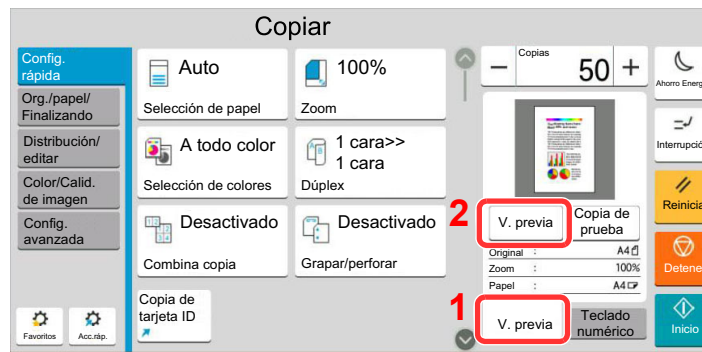 Copiar
Config.
rápida
Org./papel/
Finalizando
Distribución/
editar
Color/Calid.
de imagen
Config.
avanzada
Favoritos
Acc.ráp.
Auto
Selección de papel
100%
Zoom
A todo color
Selección de colores
1 cara>>
1 cara
Dúplex
Desactivado
Combina copia
Desactivado
Grapar/perforar
Copia de
tarjeta ID
Copias
50
2
V. previa
Copia de
prueba
Original : A4
Zoom : 100%
Papel : A4
1
V. previa
Teclado
numérico
Ahorro Energ
Interrupció
Reinicia
Detene
Inicio